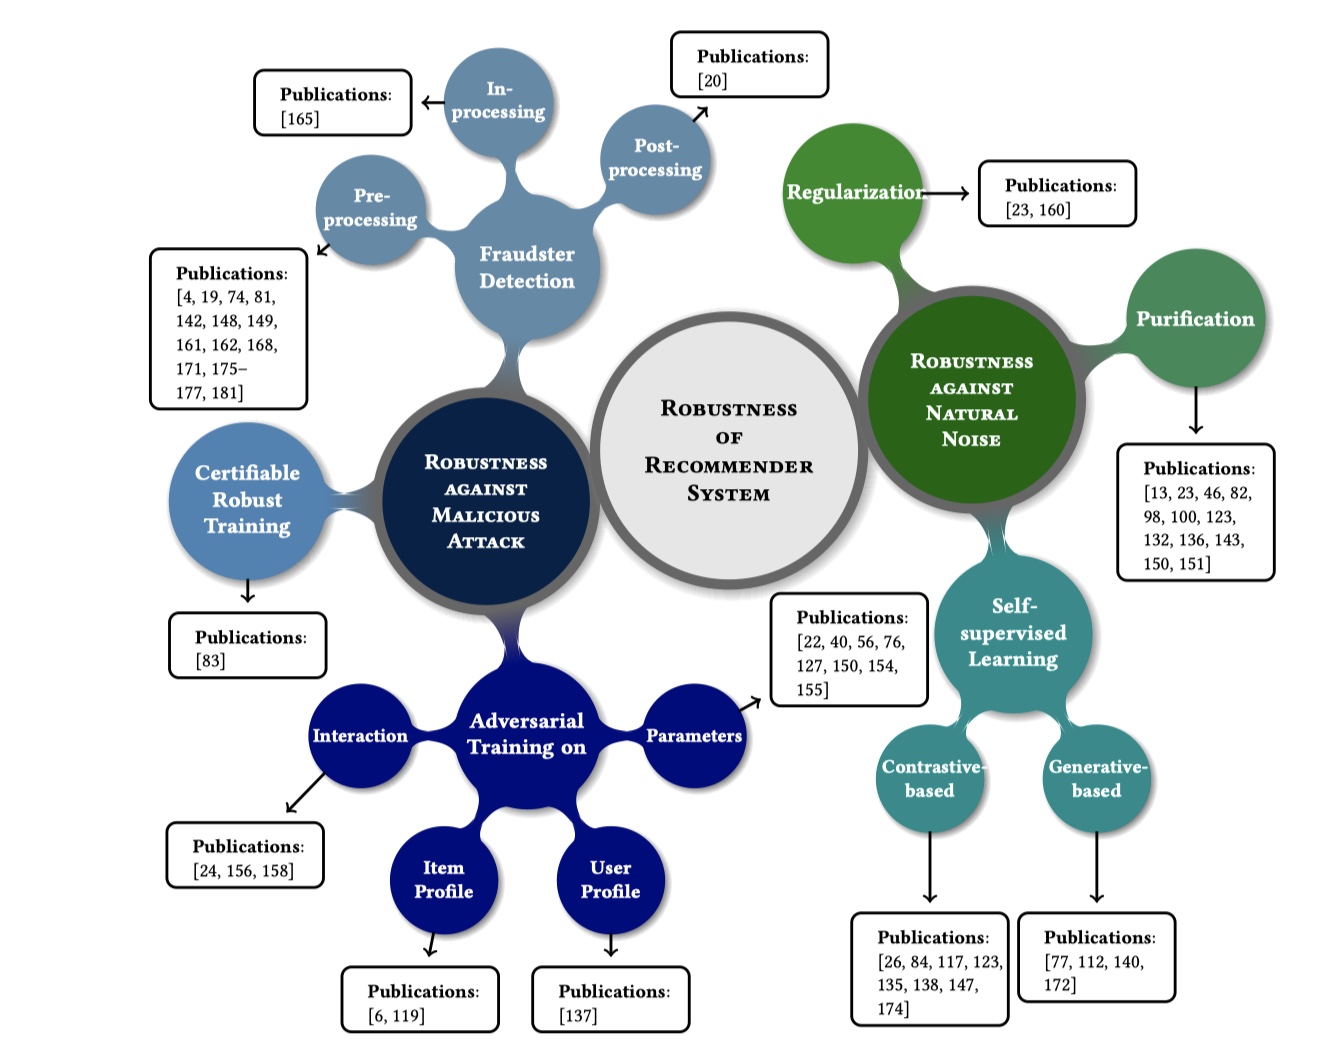 Publications:
[20]
In-
processing
Publications:
[165]
Post-
processing
Pre-
processing
Fraudster
Detection
Publications:
[4, 19, 74, 81,
142, 148, 149,
161, 162, 168,
171, 175–
177, 181]
Regularization
Publications:
[23, 160]
Purification
Robustness
against
Natural
Noise
Robustness
of
Recommender
System
Robustness
against
Malicious
Attack
Certifiable
Robust
Training
Publications:
[13, 23, 46, 82,
98, 100, 123,
132, 136, 143,
150, 151]
Publications:
[83]
Self-
supervised
Learning
Publications:
[22, 40, 56, 76,
127, 150, 154,
155]
Interaction
Adversarial
Training on
Parameters
Contrastive-
based
Generative-
based
Publications:
[24, 156, 158]
Item
Profile
User
Profile
Publications:
[6, 119]
Publications:
[137]
Publications:
[26, 84, 117, 123,
135, 138, 147,
174]
Publications:
[77, 112, 140,
172]